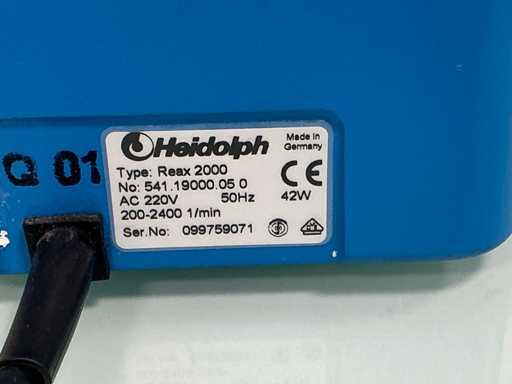 Heidolph
Made in
Germany
Q 01
Type: Reax 2000
No: 541.19000.05 0
AC 220V 50Hz 42W
200-2400 1/min
Ser.No: 099759071
CE